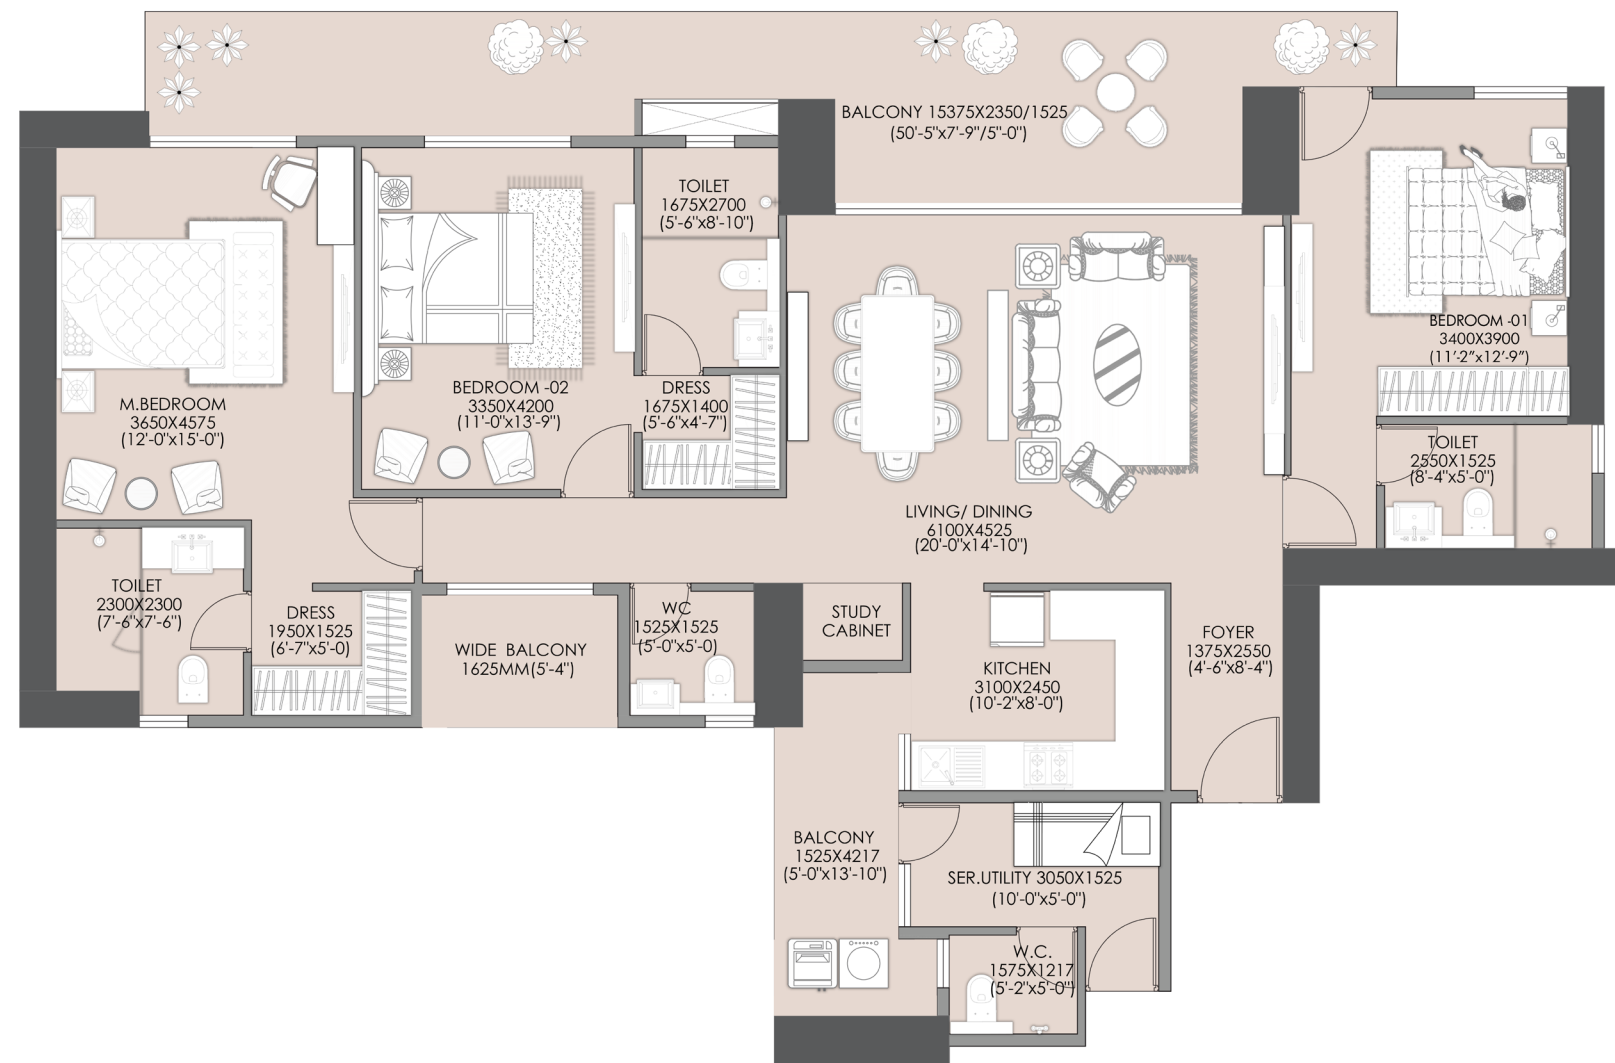 BALCONY 15375X2350/1525
(50'-5"x7'-9"/5"-0")
TOILET
1675X2700
(5'-6"x8'-10")
BEDROOM -01
3400X3900
(11'-2"x12'-9")
M.BEDROOM
3650X4575
(12'-0"x15'-0")
BEDROOM -02
3350X4200
(11'-0"x13'-9")
DRESS
1675X1400
(5'-6"x4'-7")
TOILET
2550X1525
(8'-4"x5'-0")
LIVING/ DINING
6100X4525
(20'-0"x14'-10")
TOILET
2300X2300
(7'-6"x7'-6")
DRESS
1950X1525
(6'-7"x5'-0)
WIDE BALCONY
1625MM(5'-4")
WC
1525X1525
(5'-0"x5'-0)
STUDY
CABINET
KITCHEN
3100X2450
(10'-2"x8'-0")
FOYER
1375X2550
(4'-6"x8'-4")
BALCONY
1525X4217
(5'-0"x13'-10")
SER.UTILITY 3050X1525
(10'-0"x5'-0")
W.C.
1575X1217
(5'-2"x5'-0")